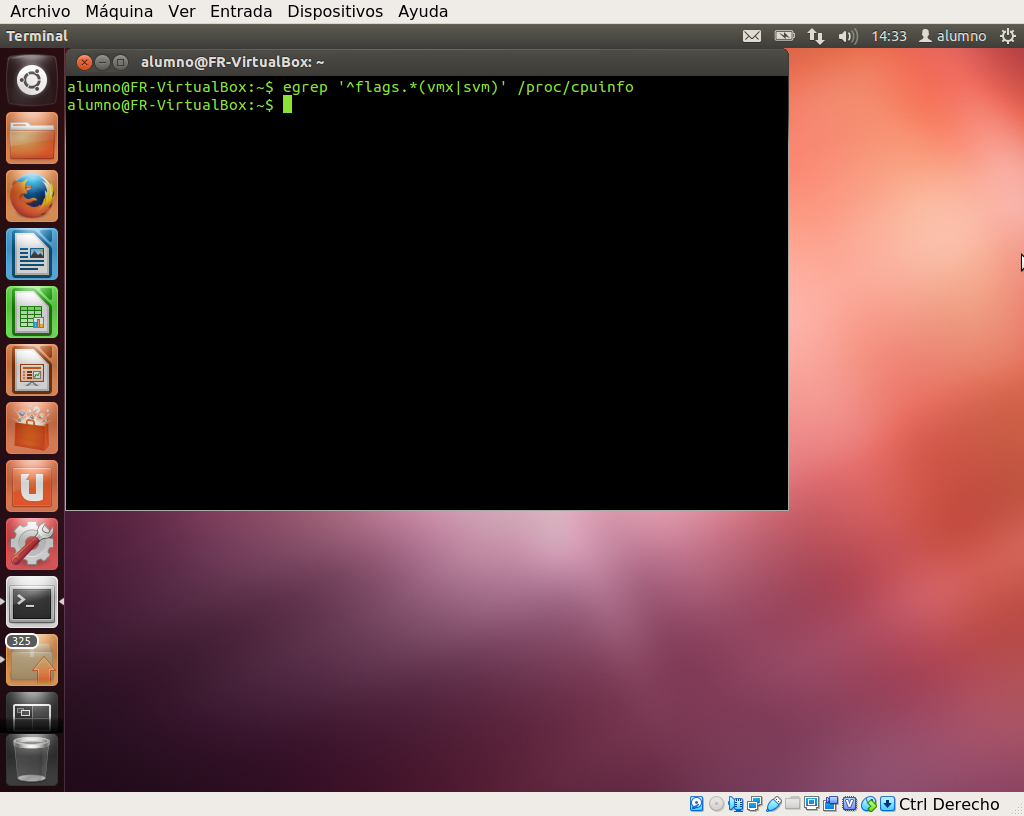 Archivo Máquina Ver Entrada Dispositivos Ayuda
Terminal 14:33 alumno
alumno@FR-VirtualBox: ~
alumno@FR-VirtualBox:~$ egrep '^flags.*(vmx|svm)' /proc/cpuinfo
alumno@FR-VirtualBox:~$
>_
325
Ctrl Derecho